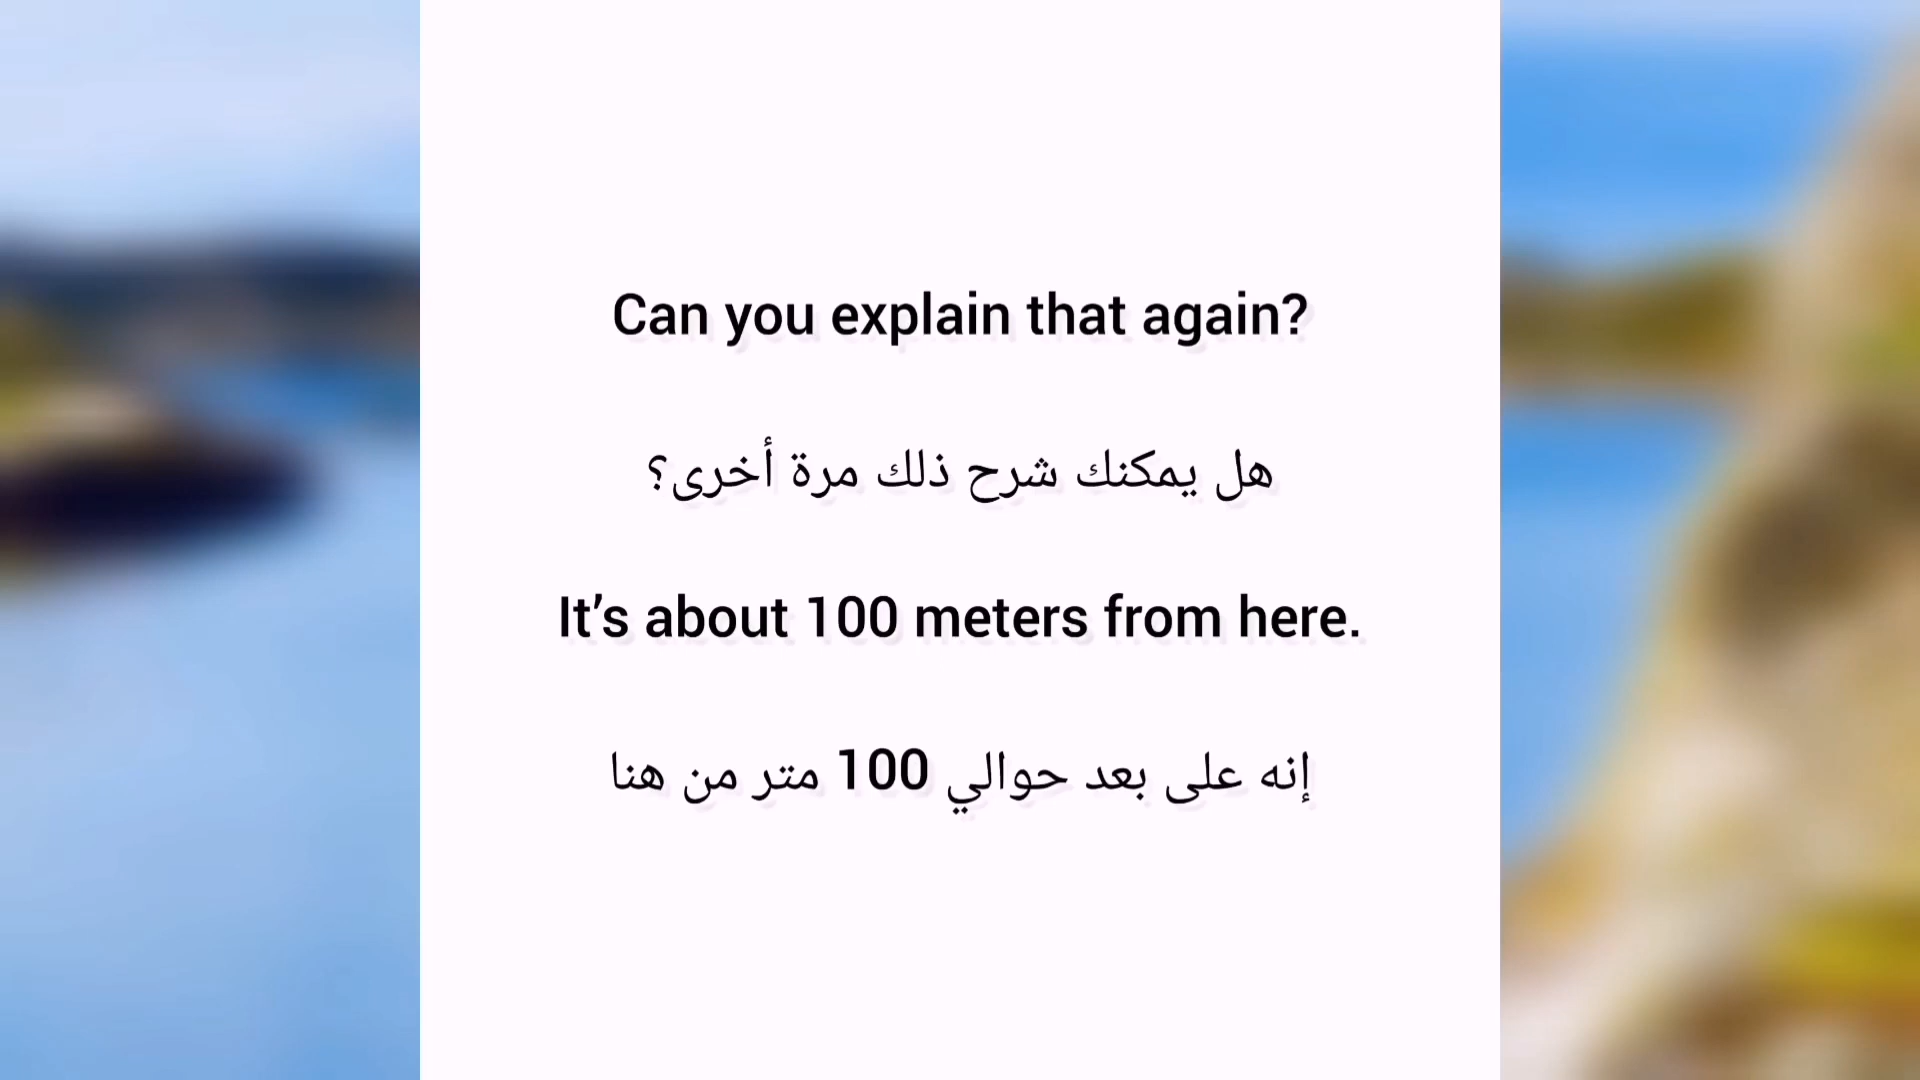 Can you explain that again?
هل يمكنك شرح ذلك مرة أخرى؟
It’s about 100 meters from here.
إنه على بعد حوالي 100 متر من هنا